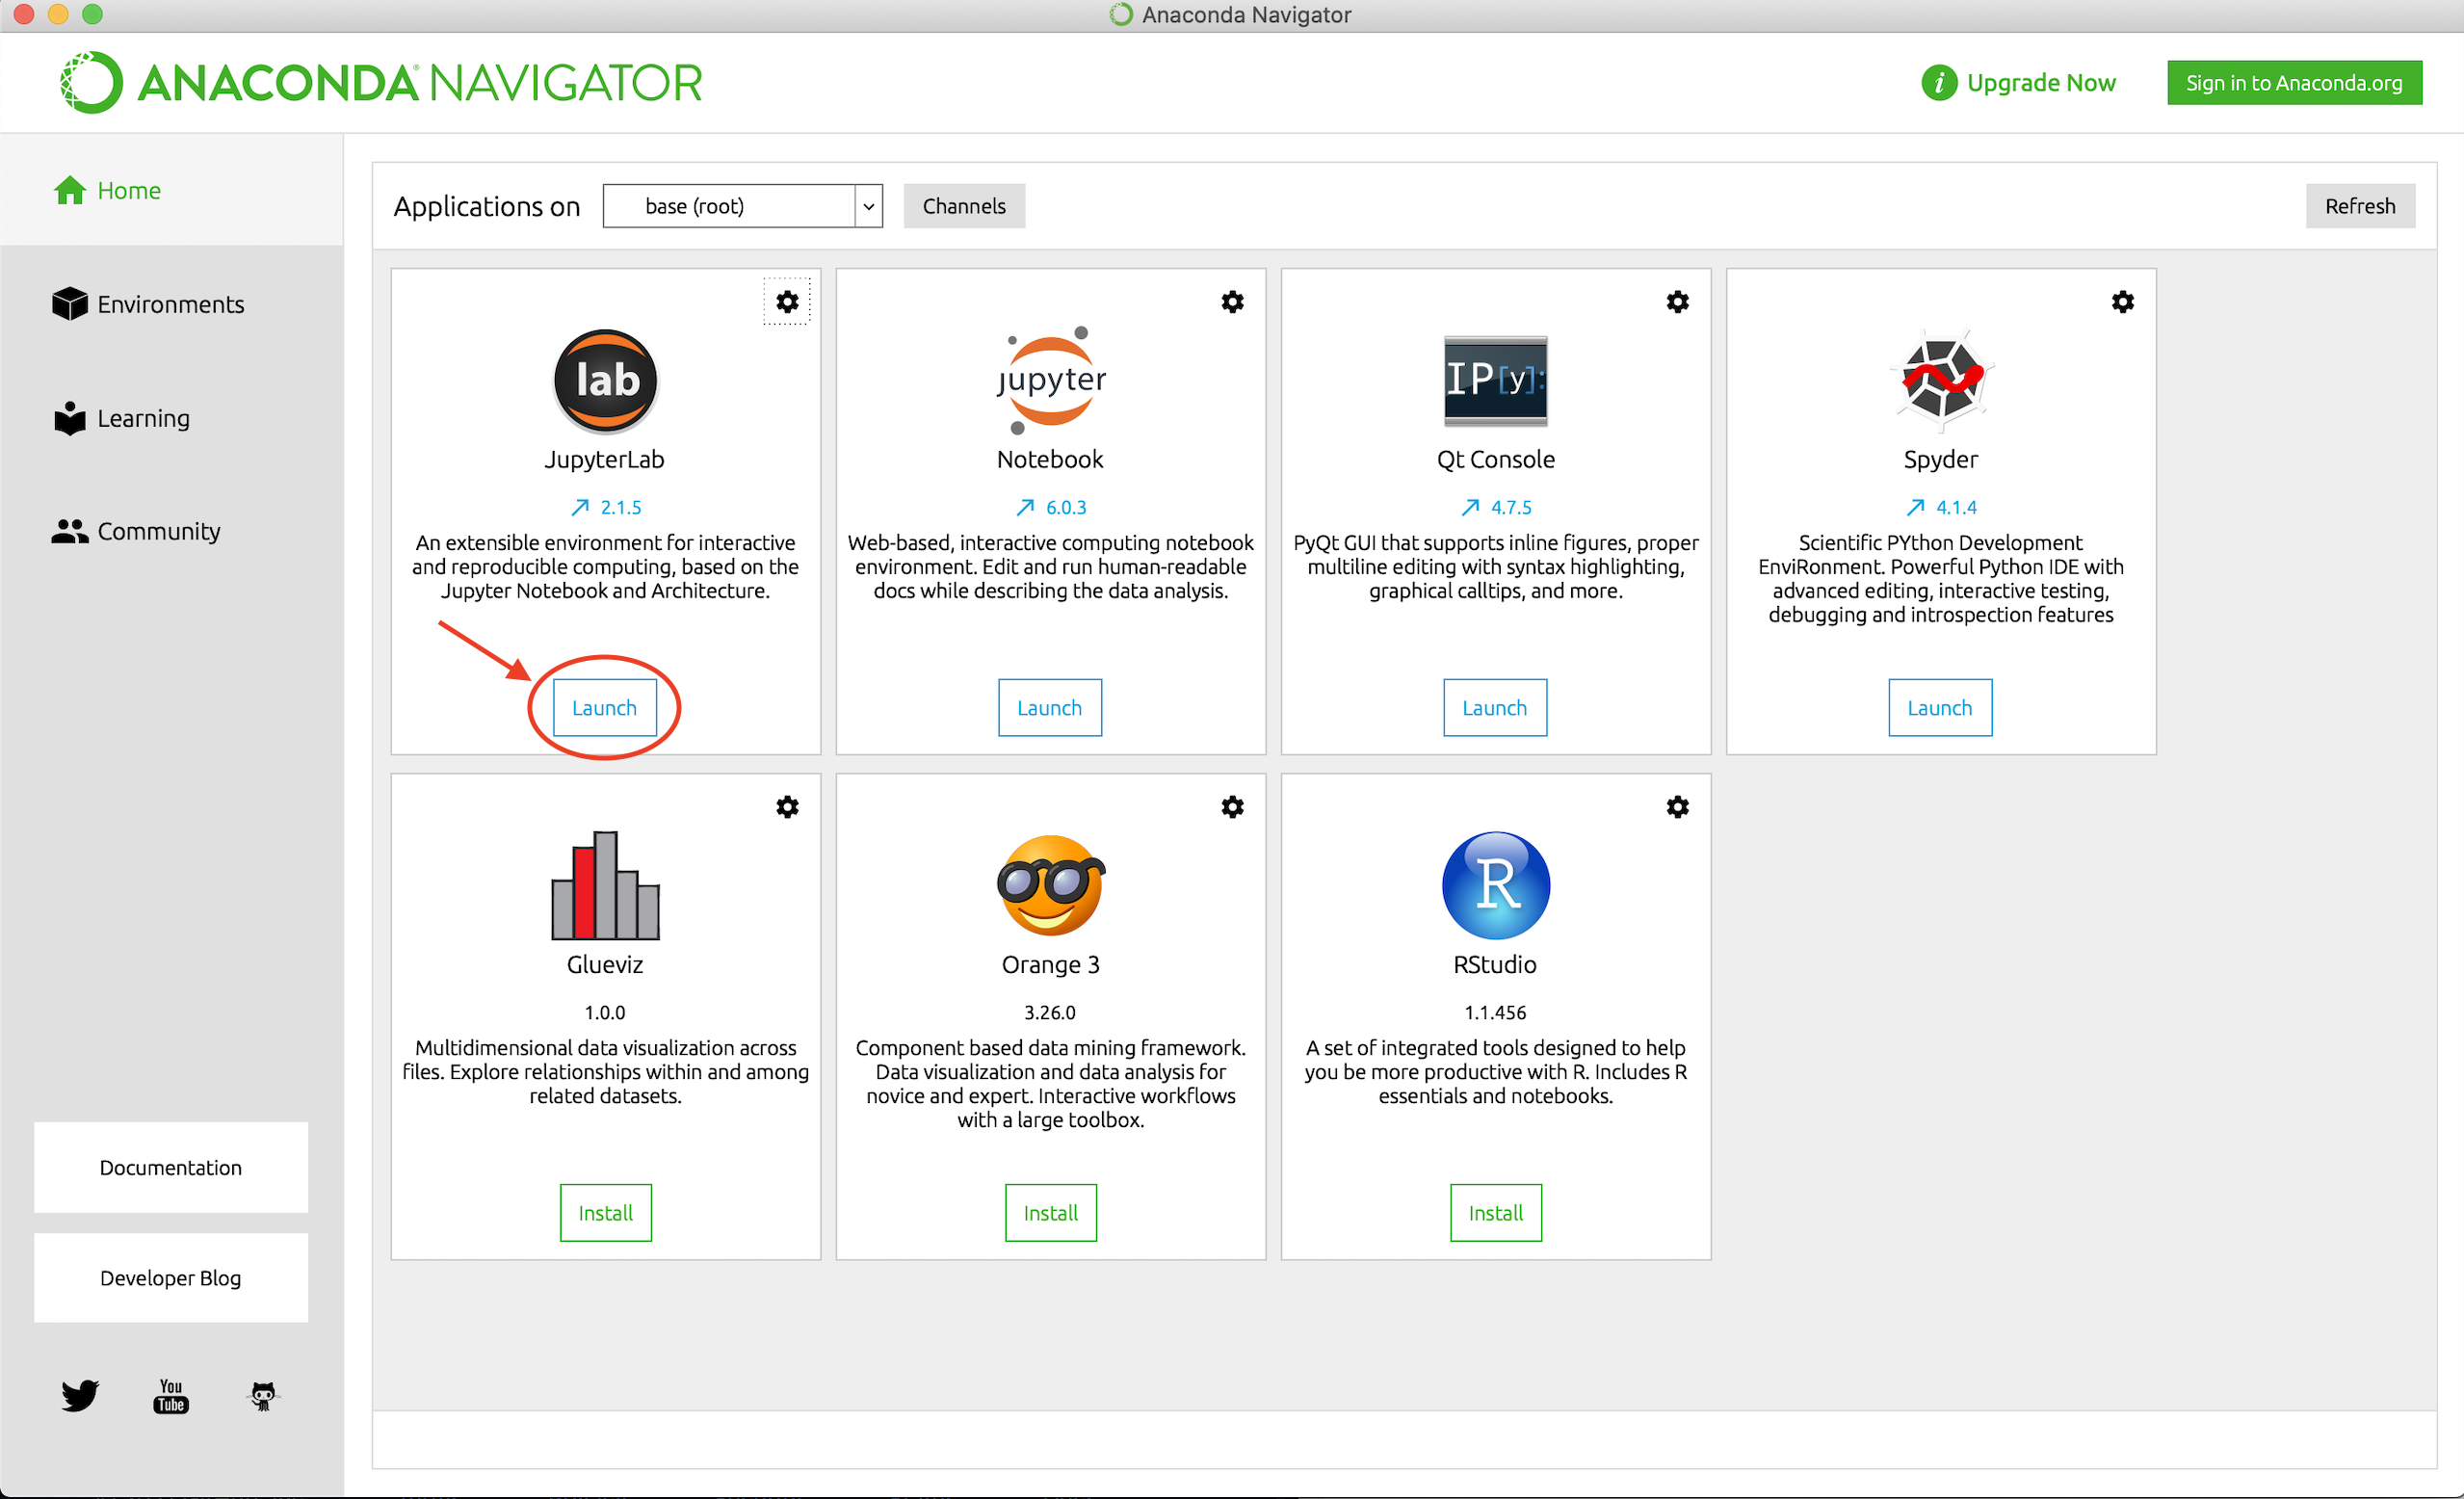 Anaconda Navigator
ANACONDA NAVIGATOR
Upgrade Now
Sign in to Anaconda.org
Home
Environments
Learning
Community
Documentation
Developer Blog
You
Tube
Applications on
base (root)
Channels
Refresh
lab
JupyterLab
2.1.5
An extensible environment for interactive
and reproducible computing, based on the
Jupyter Notebook and Architecture.
Launch
jupyter
Notebook
6.0.3
Web-based, interactive computing notebook
environment. Edit and run human-readable
docs while describing the data analysis.
Launch
IP[y]:
Qt Console
4.7.5
PyQt GUI that supports inline figures, proper
multiline editing with syntax highlighting,
graphical calltips, and more.
Launch
Spyder
4.1.4
Scientific PYthon Development
EnviRonment. Powerful Python IDE with
advanced editing, interactive testing,
debugging and introspection features
Launch
Glueviz
1.0.0
Multidimensional data visualization across
files. Explore relationships within and among
related datasets.
Install
Orange 3
3.26.0
Component based data mining framework.
Data visualization and data analysis for
novice and expert. Interactive workflows
with a large toolbox.
Install
R
RStudio
1.1.456
A set of integrated tools designed to help
you be more productive with R. Includes R
essentials and notebooks.
Install